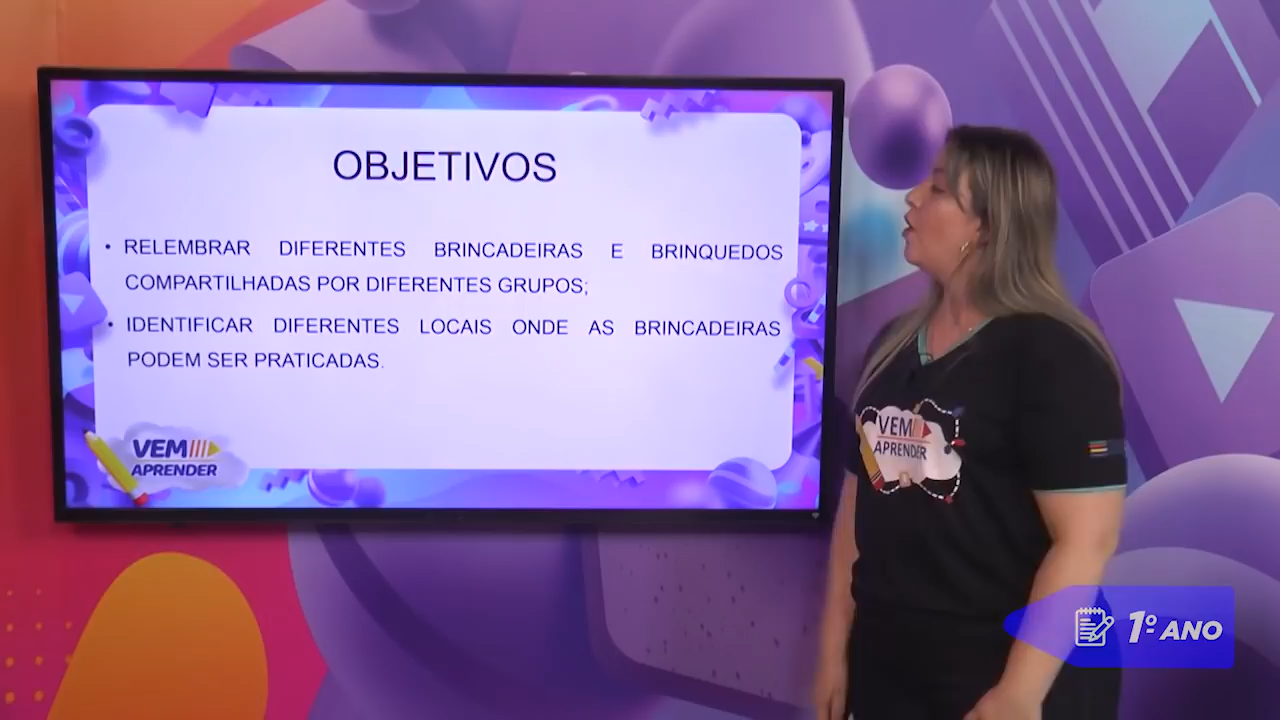 OBJETIVOS
• RELEMBRAR DIFERENTES BRINCADEIRAS E BRINQUEDOS
COMPARTILHADAS POR DIFERENTES GRUPOS;
• IDENTIFICAR DIFERENTES LOCAIS ONDE AS BRINCADEIRAS
PODEM SER PRATICADAS.
VEM
APRENDER
VEM
APRENDER
1º ANO